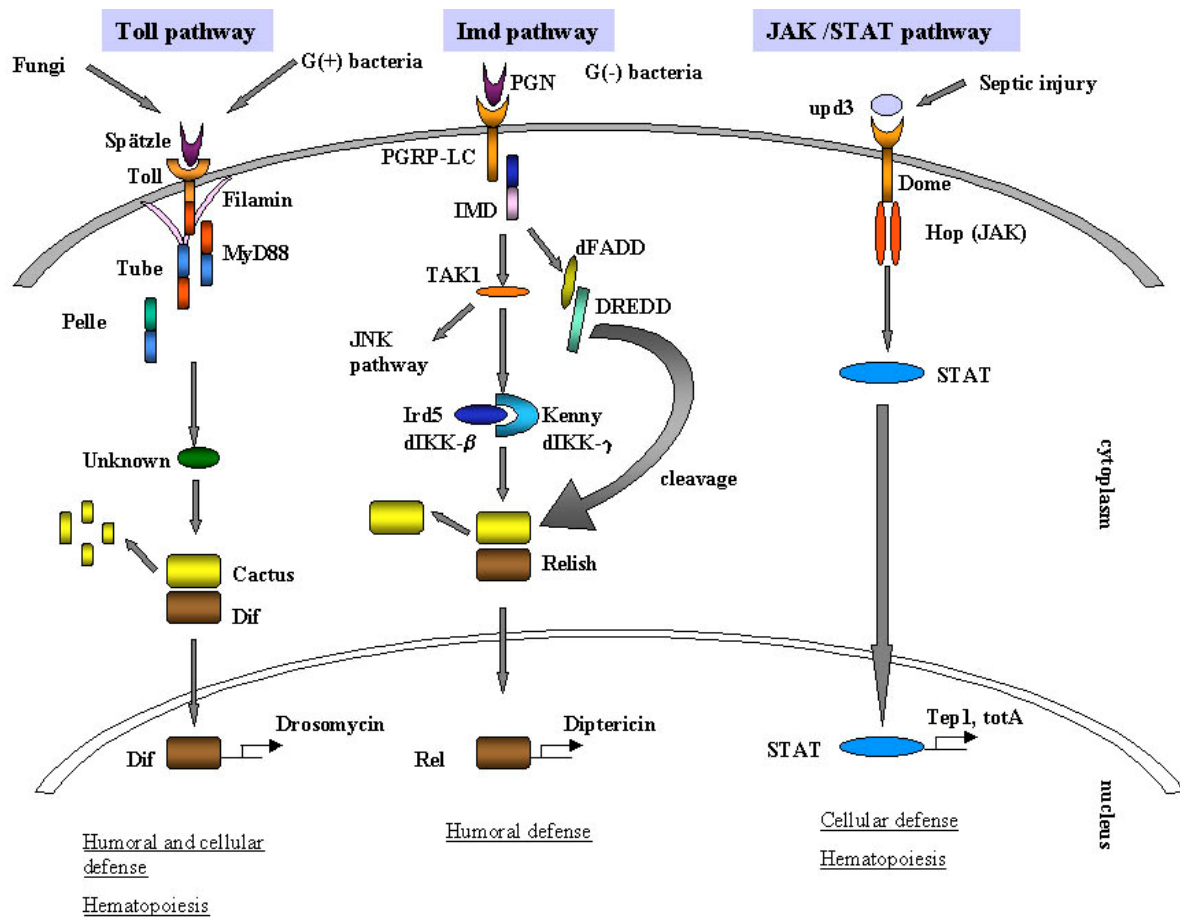 Toll pathway
Imd pathway
JAK /STAT pathway
Fungi
G(+) bacteria
PGN
G(-) bacteria
Septic injury
upd3
Spätzle
PGRP-LC
Toll
Dome
Filamin
IMD
Hop (JAK)
MyD88
dFADD
Tube
TAK1
DREDD
Pelle
JNK
pathway
STAT
Ird5
Kenny
dIKK-β
dIKK-γ
cytoplasm
Unknown
cleavage
Relish
Cactus
Dif
Drosomycin
Diptericin
Tep1, totA
Dif
Rel
STAT
nucleus
Humoral and cellular
defense
Hematopoiesis
Humoral defense
Cellular defense
Hematopoiesis